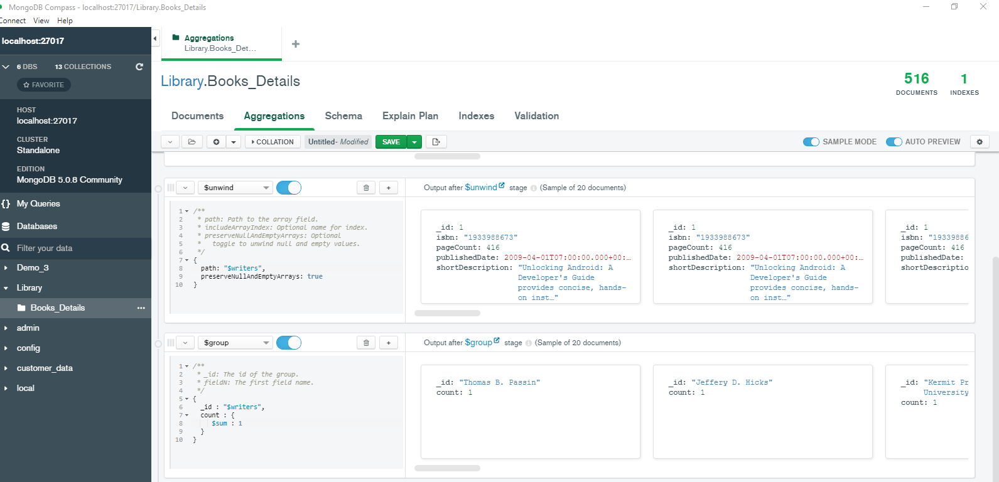 MongoDB Compass - localhost:27017/Library.Books_Details
Connect View Help
localhost:27017
6 DBS 13 COLLECTIONS
FAVORITE
HOST
localhost:27017
CLUSTER
Standalone
EDITION
MongoDB 5.0.8 Community
{} My Queries
Databases
Filter your data
Demo_3
Library
Books_Details ...
admin
config
customer_data
local
Aggregations
Library.Books_Det...
+
Library.Books_Details
516
DOCUMENTS
1
INDEXES
Documents Aggregations Schema Explain Plan Indexes Validation
COLLATION Untitled- Modified SAVE SAMPLE MODE AUTO PREVIEW
$unwind +
1 /**
2 * path: Path to the array field.
3 * includeArrayIndex: Optional name for index.
4 * preserveNullAndEmptyArrays: Optional
5 * toggle to unwind null and empty values.
6 */
7 {
8 path: "$writers",
9 preserveNullAndEmptyArrays: true
10 }
Output after $unwind stage (Sample of 20 documents)
_id: 1
isbn: "1933988673"
pageCount: 416
publishedDate: 2009-04-01T07:00:00.000+00:...
shortDescription: "Unlocking Android: A
Developer's Guide
provides concise, hands-
on inst..."
_id: 1
isbn: "1933988673"
pageCount: 416
publishedDate: 2009-04-01T07:00:00.000+00:...
shortDescription: "Unlocking Android: A
Developer's Guide
provides concise, hands-
on inst..."
_id: 1
isbn: "19339886
pageCount: 416
publishedDate:
shortDescriptio
$group +
1 /**
2 * _id: The id of the group.
3 * fieldN: The first field name.
4 */
5 {
6 _id : "$writers",
7 count : {
8 $sum : 1
9 }
10 }
Output after $group stage (Sample of 20 documents)
_id: "Thomas B. Passin"
count: 1
_id: "Jeffery D. Hicks"
count: 1
_id: "Kermit Pr
University
count: 1